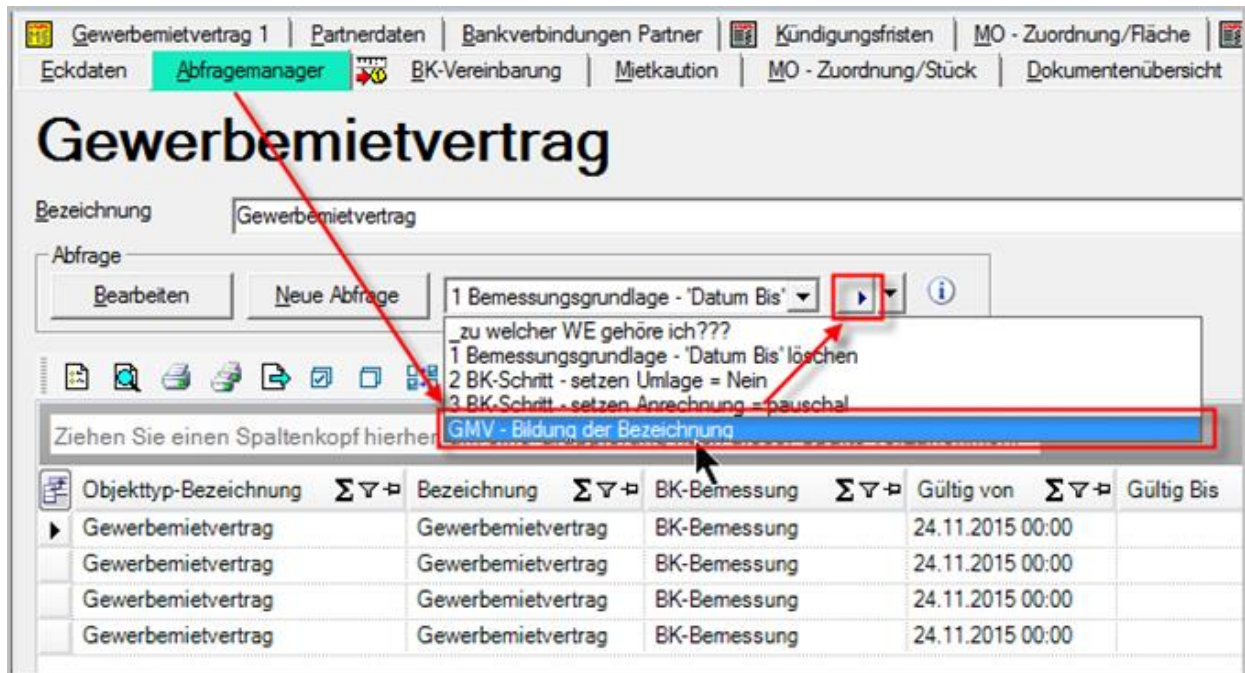 Gewerbemietvertrag 1 Partnerdaten Bankverbindungen Partner Kündigungsfristen MO - Zuordnung/Fläche
Eckdaten Abfragemanager BK-Vereinbarung Mietkaution MO - Zuordnung/Stück Dokumentenübersicht
Gewerbemietvertrag
Bezeichnung Gewerbemietvertrag
Abfrage
Bearbeiten Neue Abfrage 1 Bemessungsgrundlage - 'Datum Bis'
_zu welcher WE gehöre ich???
1 Bemessungsgrundlage - 'Datum Bis' löschen
2 BK-Schritt - setzen Umlage = Nein
3 BK-Schritt - setzen Anrechnung = pauschal
GMV - Bildung der Bezeichnung
Ziehen Sie einen Spaltenkopf hierher
Objekttyp-Bezeichnung Σ Bezeichnung Σ BK-Bemessung Σ Gültig von Σ Gültig Bis
Gewerbemietvertrag Gewerbemietvertrag BK-Bemessung 24.11.2015 00:00
Gewerbemietvertrag Gewerbemietvertrag BK-Bemessung 24.11.2015 00:00
Gewerbemietvertrag Gewerbemietvertrag BK-Bemessung 24.11.2015 00:00
Gewerbemietvertrag Gewerbemietvertrag BK-Bemessung 24.11.2015 00:00